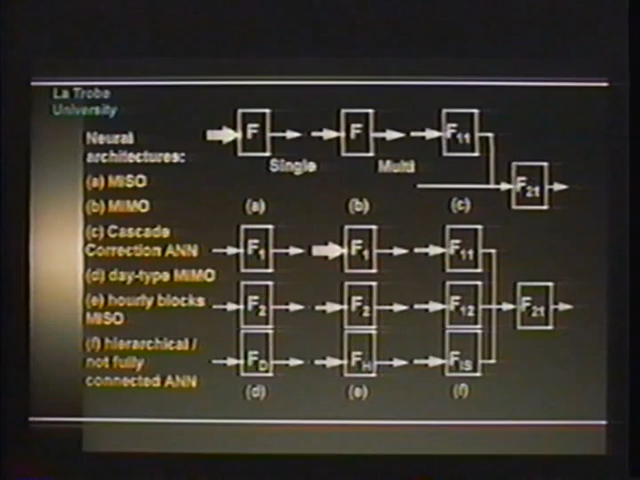 La Trobe
University
Neural
architectures:
(a) MISO
(b) MIMO
(c) Cascade
Correction ANN
(d) day-type MIMO
(e) hourly blocks
MISO
(f) hierarchical /
not fully
connected ANN
F F F11
Single Multi
F21
(a) (b) (c)
F1 F1 F11
F2 F2 F12 F21
FD FH FIS
(d) (e) (f)